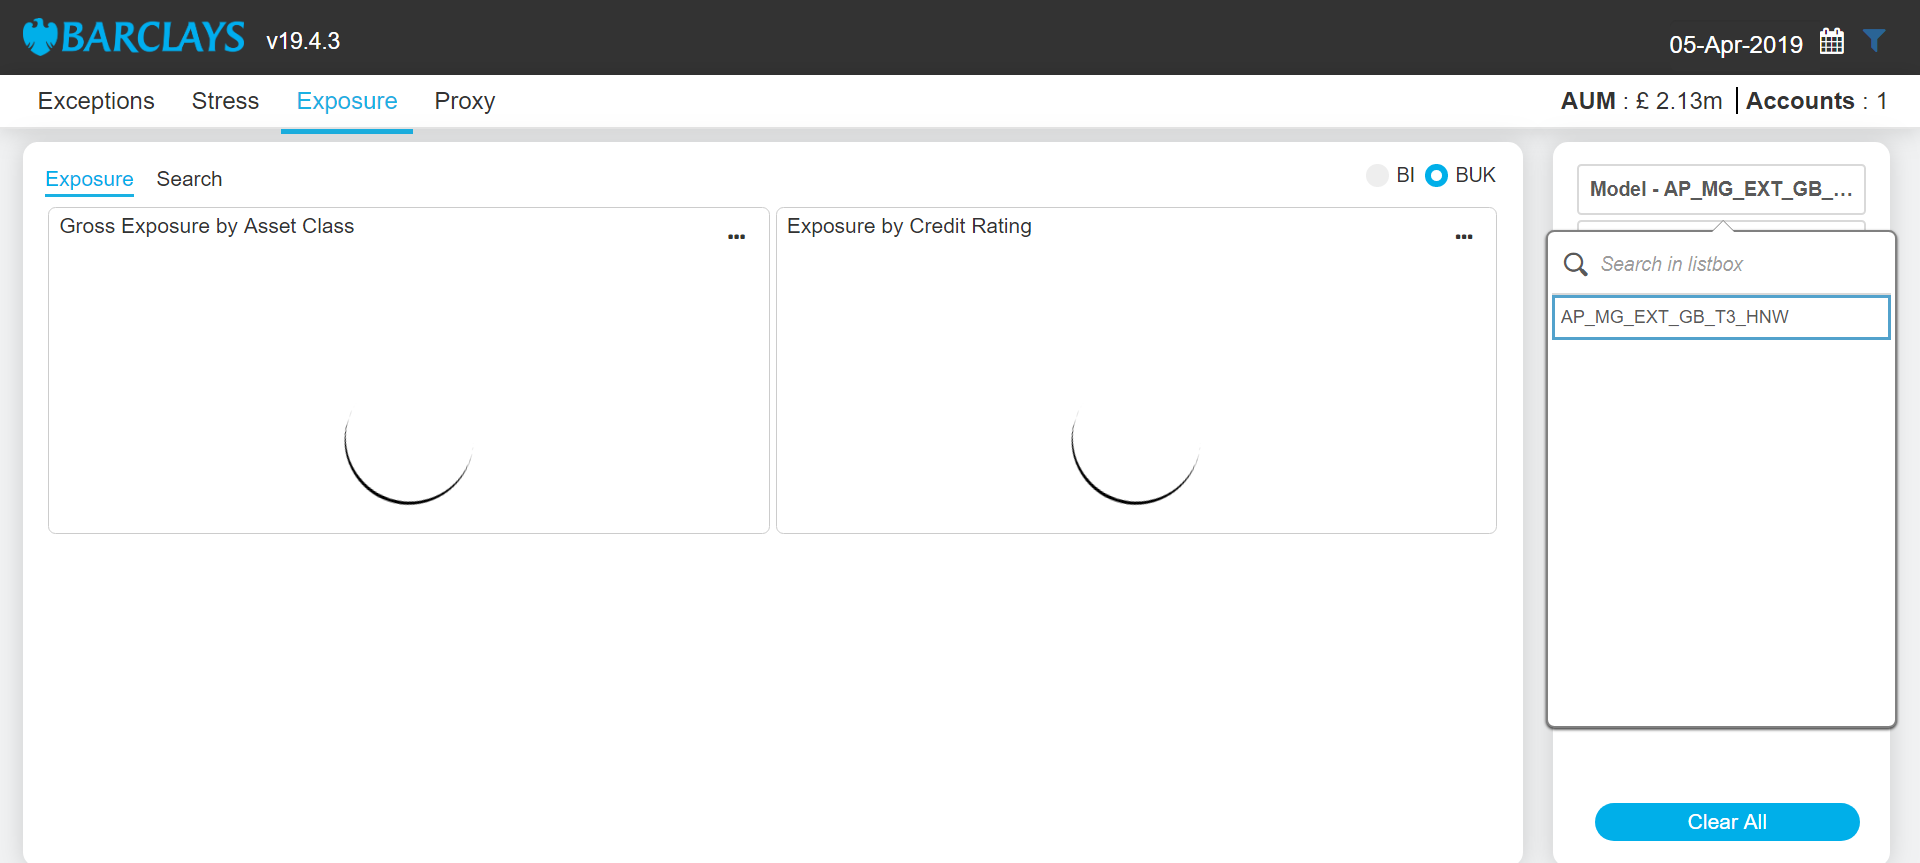 BARCLAYS v19.4.3
05-Apr-2019
Exceptions Stress Exposure Proxy
AUM : £ 2.13m | Accounts : 1
Exposure Search
BI BUK
Model - AP_MG_EXT_GB_...
Gross Exposure by Asset Class
Exposure by Credit Rating
Search in listbox
AP_MG_EXT_GB_T3_HNW
Clear All